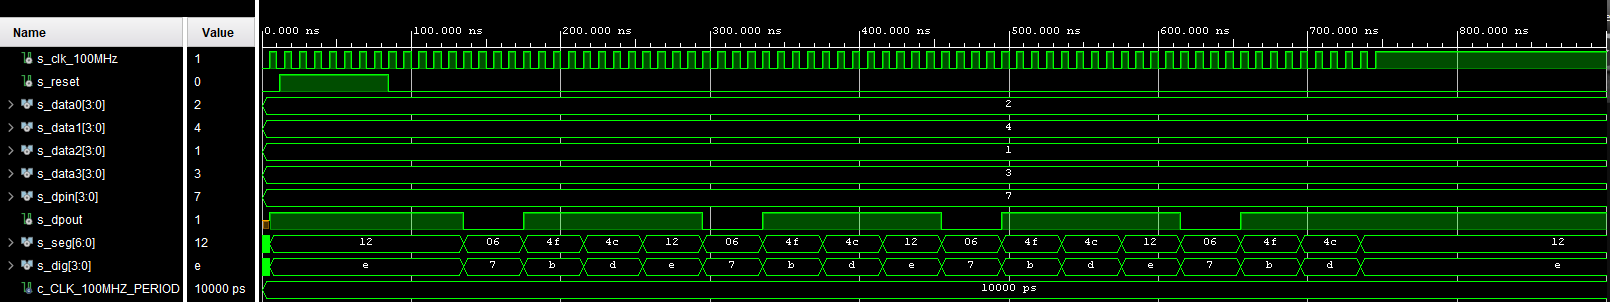 Name Value 0.000 ns 100.000 ns 200.000 ns 300.000 ns 400.000 ns 500.000 ns 600.000 ns 700.000 ns 800.000 ns
s_clk_100MHz 1
s_reset 0
s_data0[3:0] 2 2
s_data1[3:0] 4 4
s_data2[3:0] 1 1
s_data3[3:0] 3 3
s_dpin[3:0] 7 7
s_dpout 1
s_seg[6:0] 12 12 06 4f 4c 12 06 4f 4c 12 06 4f 4c 12 06 4f 4c 12
s_dig[3:0] e e 7 b d e 7 b d e 7 b d e 7 b d e
c_CLK_100MHZ_PERIOD 10000 ps 10000 ps